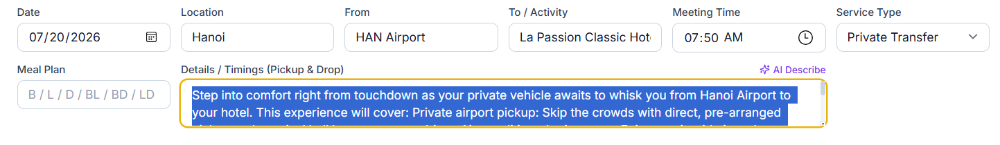 Date
Location
From
To / Activity
Meeting Time
Service Type
07/20/2026
Hanoi
HAN Airport
La Passion Classic Hot
07:50 AM
Private Transfer
Meal Plan
Details / Timings (Pickup & Drop)
AI Describe
B / L / D / BL / BD / LD
Step into comfort right from touchdown as your private vehicle awaits to whisk you from Hanoi Airport to
your hotel. This experience will cover: Private airport pickup: Skip the crowds with direct, pre-arranged